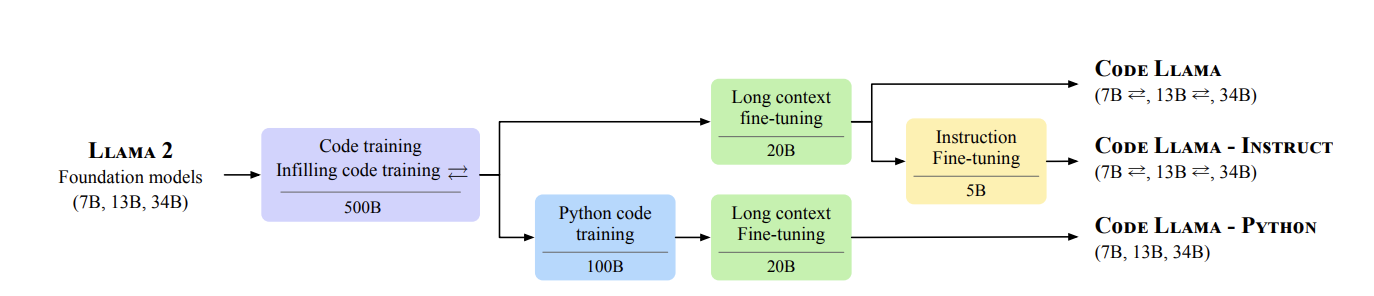 LLAMA 2
Foundation models
(7B, 13B, 34B)
Code training
Infilling code training ⇄
500B
Python code
training
100B
Long context
fine-tuning
20B
Long context
Fine-tuning
20B
Instruction
Fine-tuning
5B
CODE LLAMA
(7B ⇄, 13B ⇄, 34B)
CODE LLAMA - INSTRUCT
(7B ⇄, 13B ⇄, 34B)
CODE LLAMA - PYTHON
(7B, 13B, 34B)